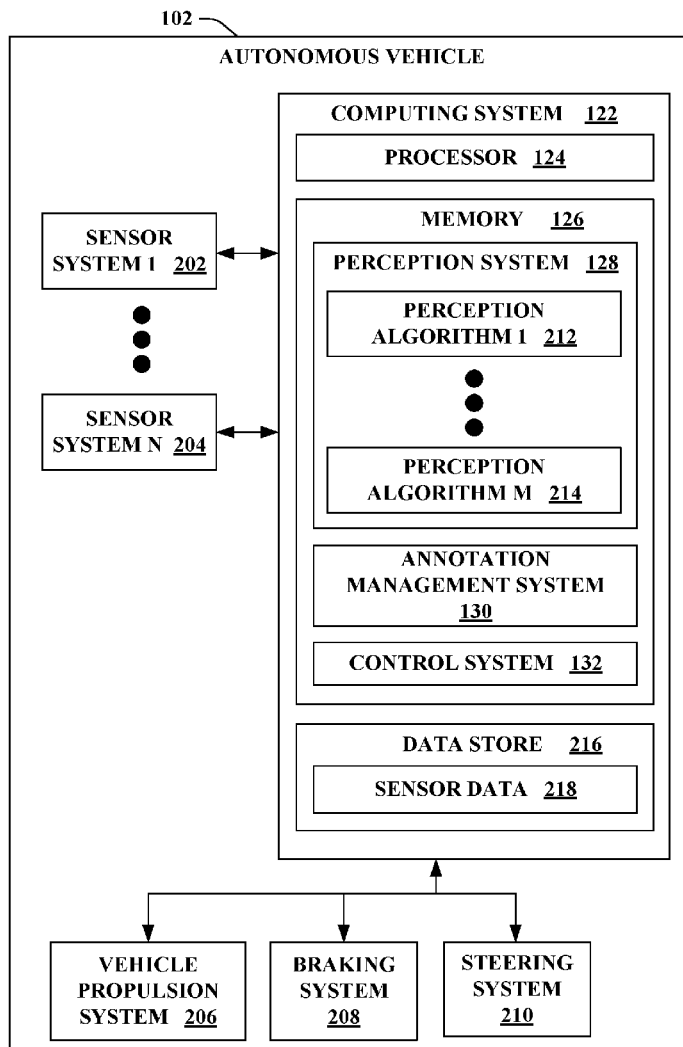 102
AUTONOMOUS VEHICLE
COMPUTING SYSTEM 122
PROCESSOR 124
MEMORY 126
PERCEPTION SYSTEM 128
PERCEPTION
ALGORITHM 1 212
PERCEPTION
ALGORITHM M 214
ANNOTATION
MANAGEMENT SYSTEM
130
CONTROL SYSTEM 132
DATA STORE 216
SENSOR DATA 218
SENSOR
SYSTEM 1 202
SENSOR
SYSTEM N 204
VEHICLE
PROPULSION
SYSTEM 206
BRAKING
SYSTEM
208
STEERING
SYSTEM
210